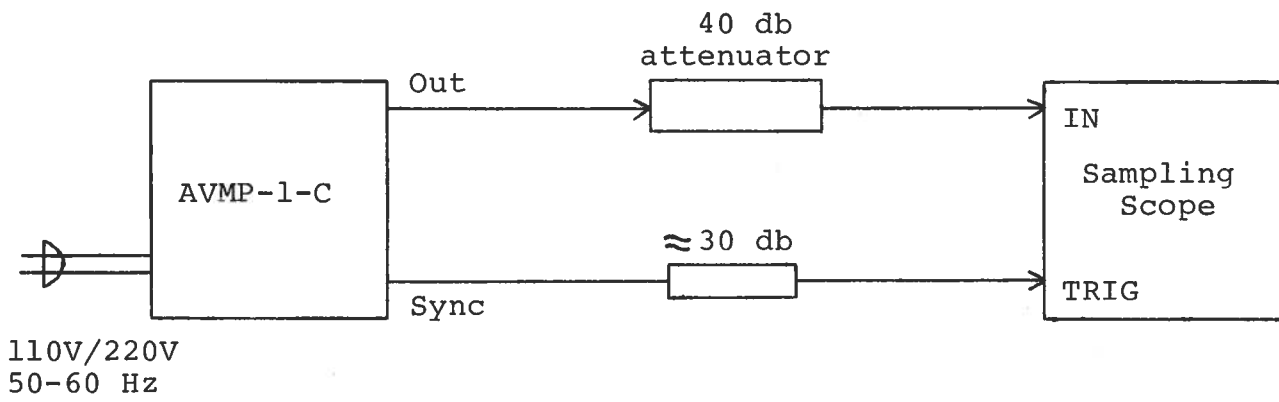 40 db
attenuator
Out
IN
AVMP-1-C
Sampling
Scope
≈ 30 db
Sync
TRIG
110V/220V
50-60 Hz